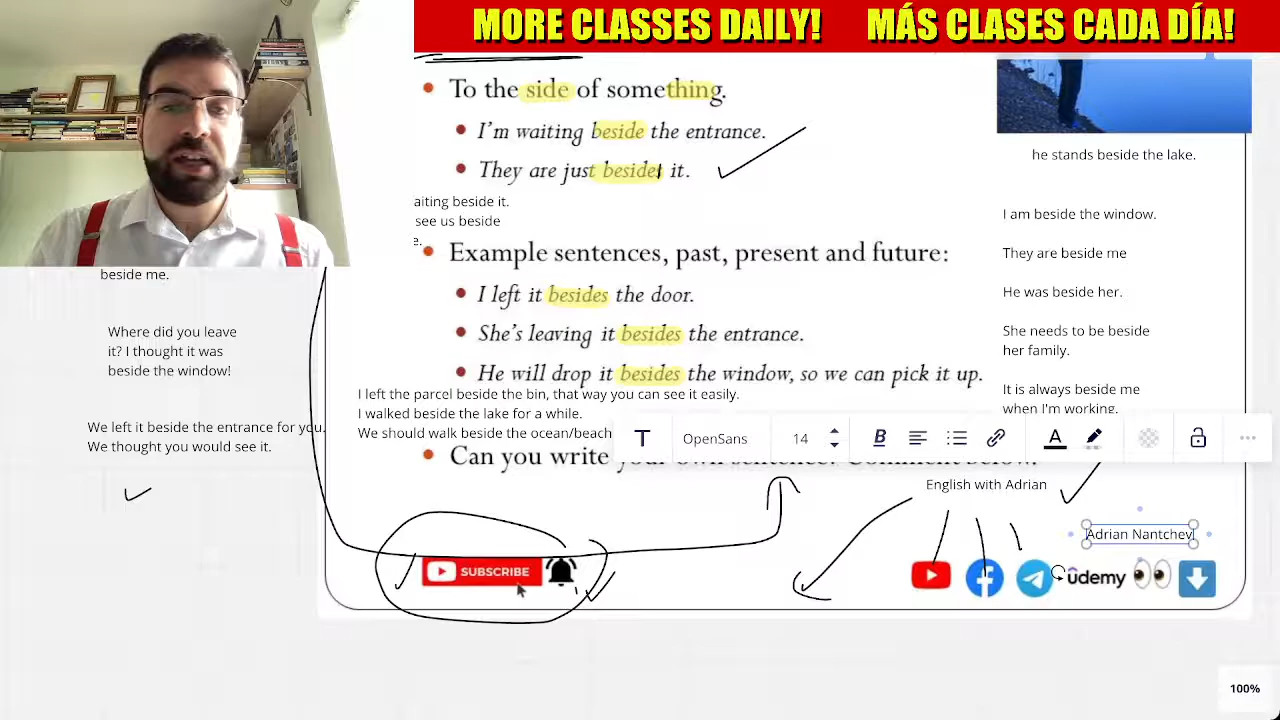 MORE CLASSES DAILY! MÁS CLASES CADA DÍA!
To the side of something.
I'm waiting beside the entrance.
They are just beside it.
aiting beside it.
see us beside
e.
Example sentences, past, present and future:
I left it besides the door.
She's leaving it besides the entrance.
He will drop it besides the window, so we can pick it up.
I left the parcel beside the bin, that way you can see it easily.
I walked beside the lake for a while.
We should walk beside the ocean/beach
Can you write
beside me.
Where did you leave
it? I thought it was
beside the window!
We left it beside the entrance for you.
We thought you would see it.
he stands beside the lake.
I am beside the window.
They are beside me
He was beside her.
She needs to be beside
her family.
It is always beside me
when I'm working.
T OpenSans 14 B A
English with Adrian
Adrian Nantchev
SUBSCRIBE
ûdemy
100%